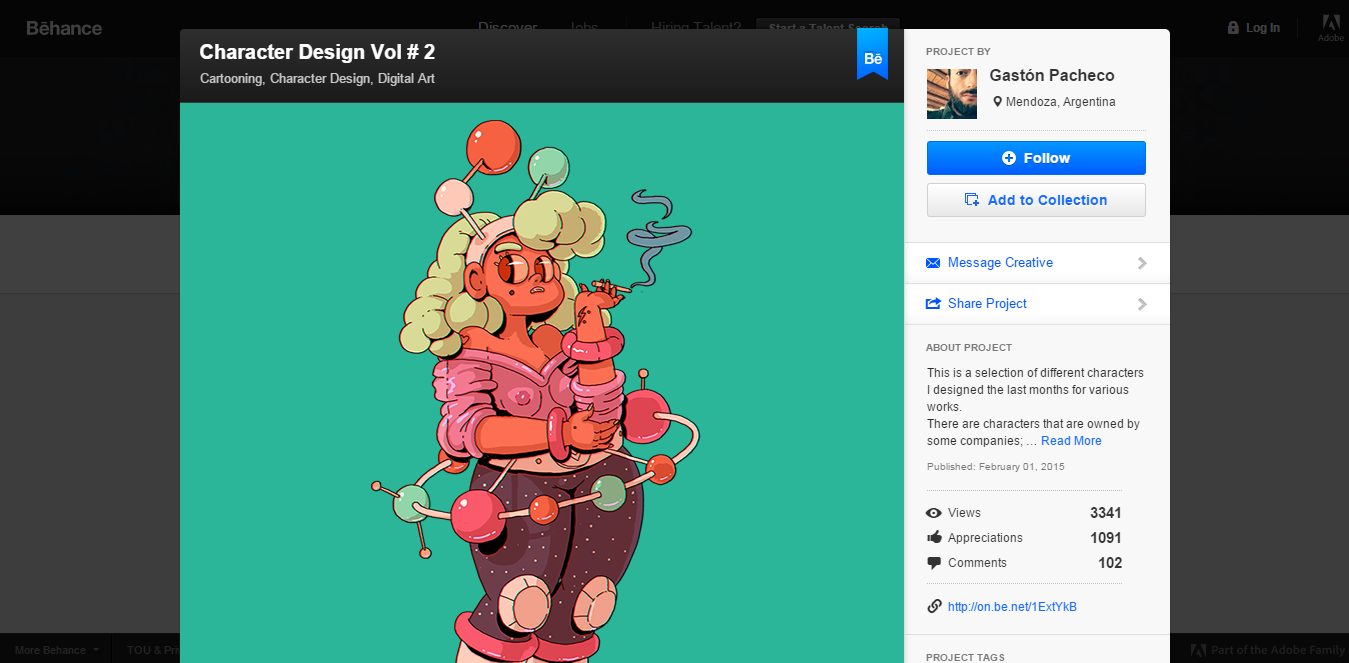 Bēhance
Discover
Jobs
Hiring Talent?
Start a Talent Search
Log In
Adobe
Character Design Vol # 2
Cartooning, Character Design, Digital Art
Bē
PROJECT BY
Gastón Pacheco
Mendoza, Argentina
Follow
Add to Collection
Message Creative
Share Project
ABOUT PROJECT
This is a selection of different characters
I designed the last months for various
works.
There are characters that are owned by
some companies; ... Read More
Published: February 01, 2015
Views 3341
Appreciations 1091
Comments 102
http://on.be.net/1ExtYkB
PROJECT TAGS
More Behance
TOU &
Part of the Adobe Family